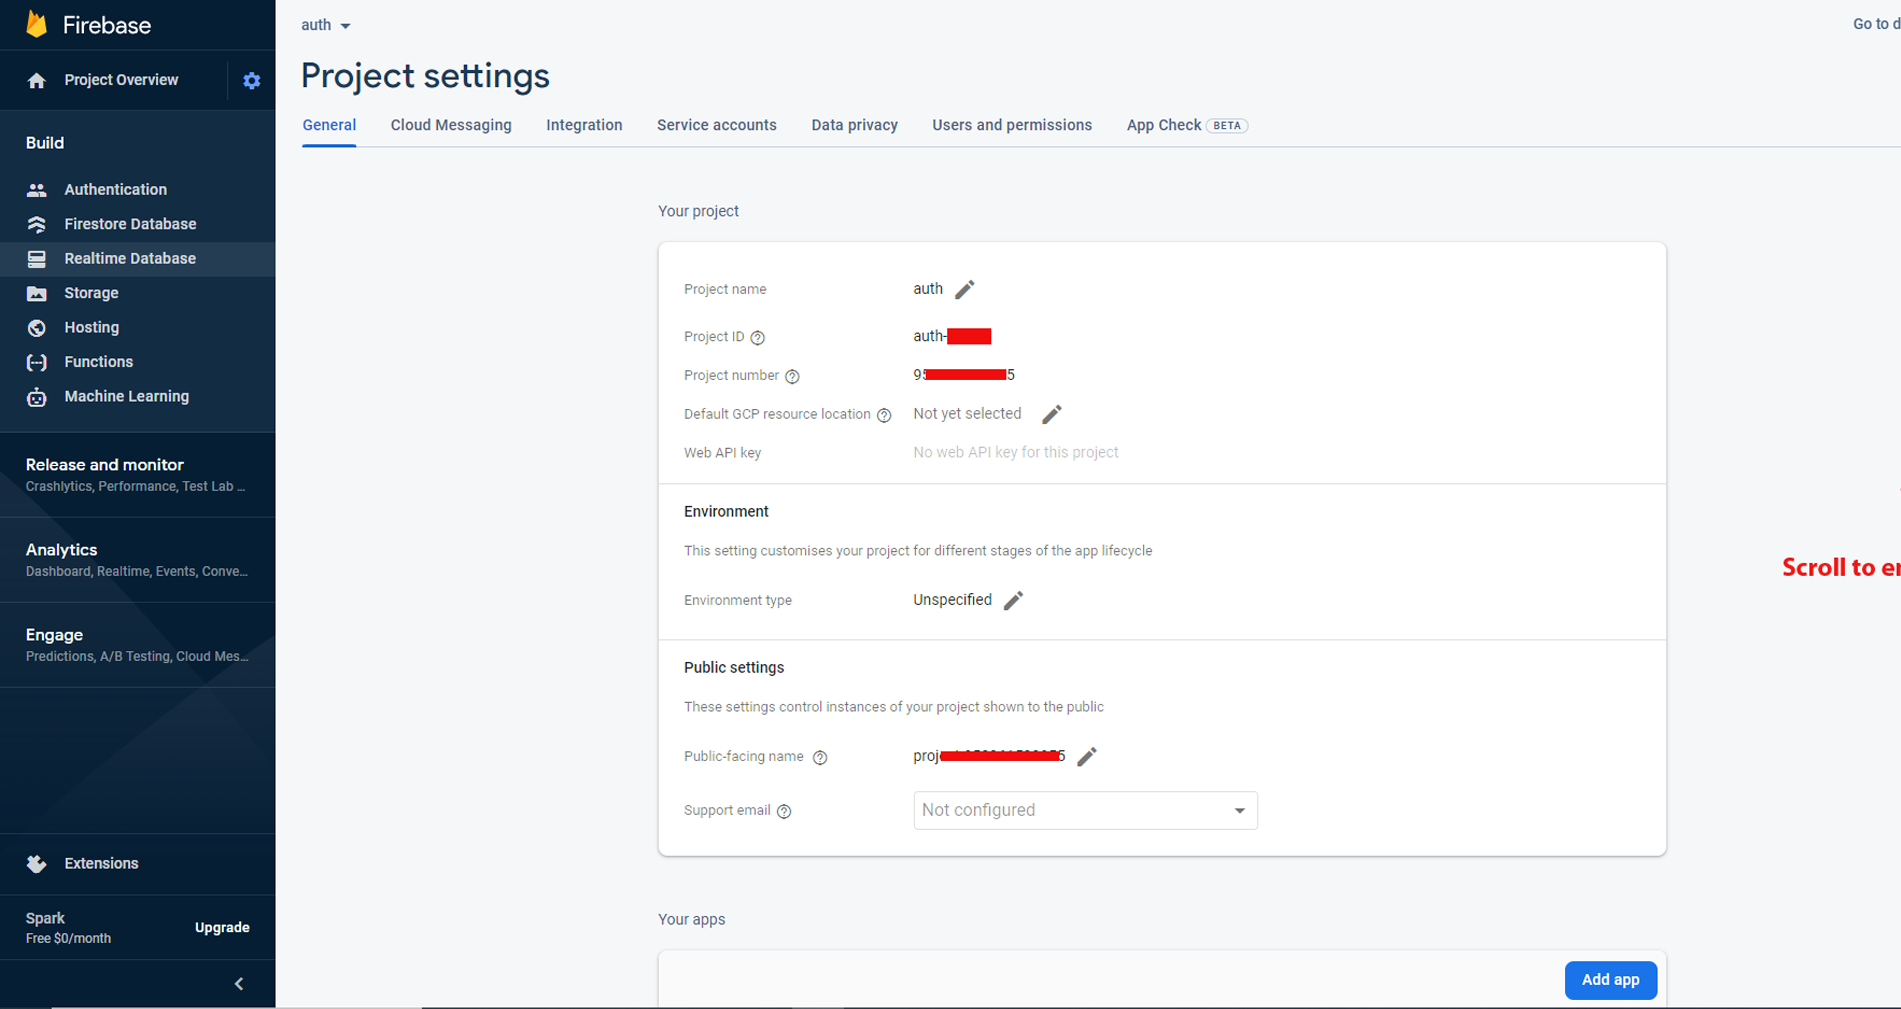 Firebase
auth
Go to d
Project Overview
Project settings
General Cloud Messaging Integration Service accounts Data privacy Users and permissions App Check BETA
Build
Authentication
Firestore Database
Realtime Database
Storage
Hosting
Functions
Machine Learning
Release and monitor
Crashlytics, Performance, Test Lab ...
Analytics
Dashboard, Realtime, Events, Conve...
Engage
Predictions, A/B Testing, Cloud Mes...
Extensions
Spark
Free $0/month
Upgrade
Your project
Project name auth
Project ID auth-
Project number 9 5
Default GCP resource location Not yet selected
Web API key No web API key for this project
Environment
This setting customises your project for different stages of the app lifecycle
Environment type Unspecified
Public settings
These settings control instances of your project shown to the public
Public-facing name proj 5
Support email Not configured
Scroll to er
Your apps
Add app